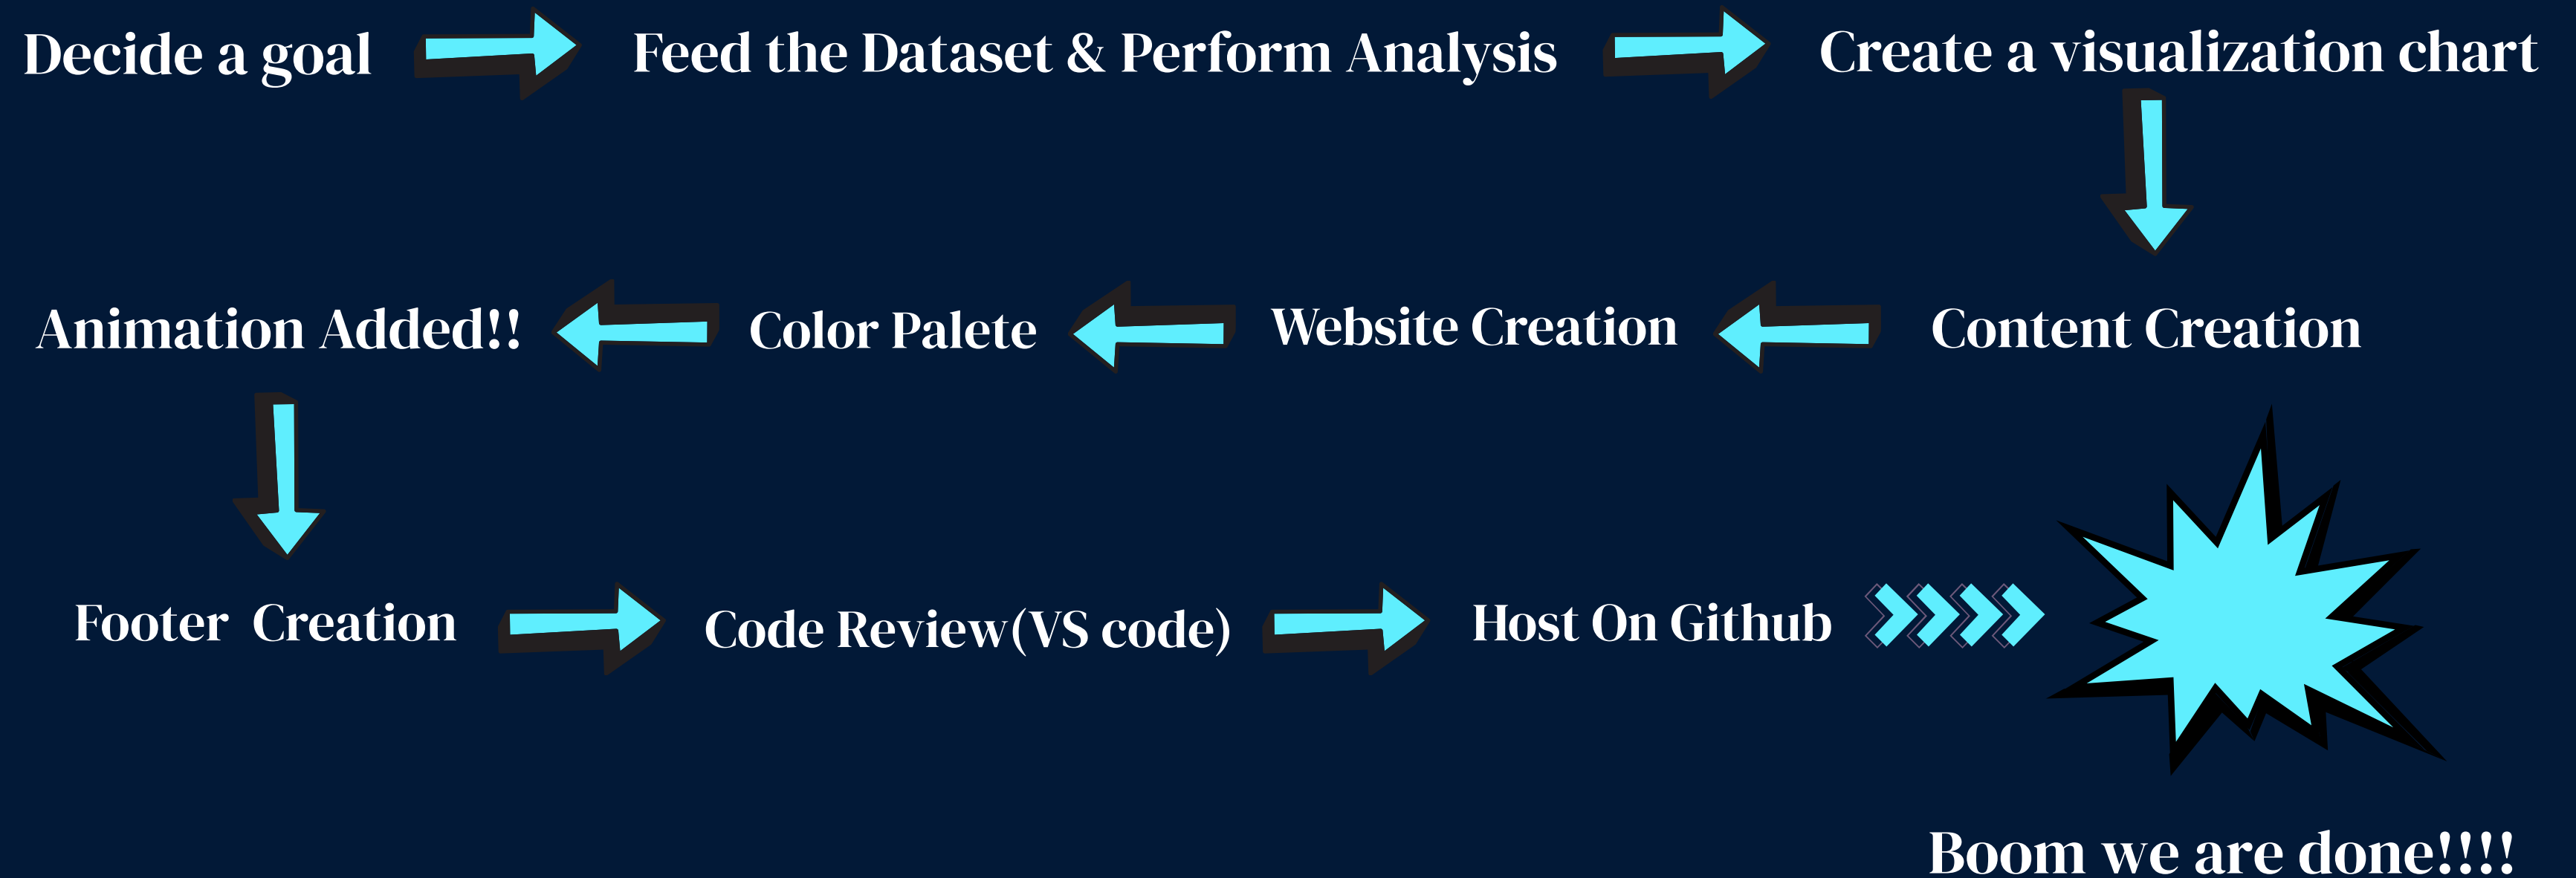 Decide a goal
Feed the Dataset & Perform Analysis
Create a visualization chart
Content Creation
Website Creation
Color Palete
Animation Added!!
Footer Creation
Code Review(VS code)
Host On Github
Boom we are done!!!!